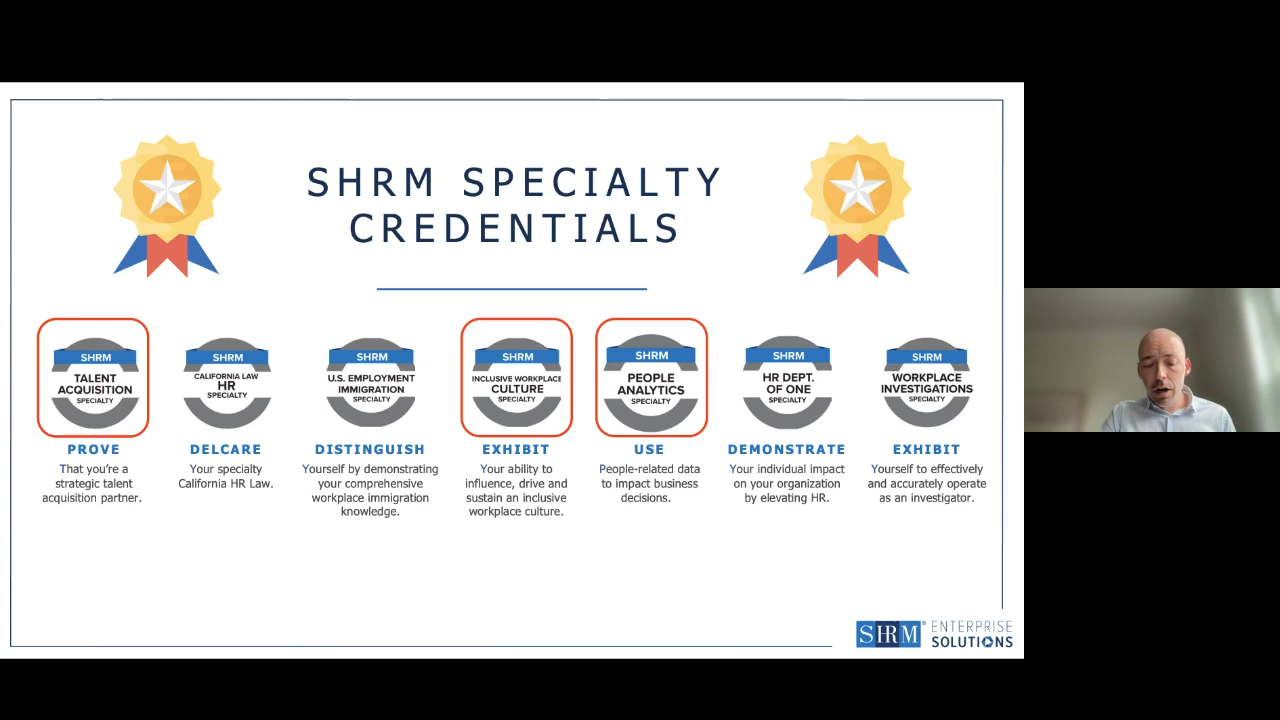 SHRM SPECIALTY
CREDENTIALS
SHRM
TALENT
ACQUISITION
SPECIALTY
PROVE
That you're a
strategic talent
acquisition partner.
SHRM
CALIFORNIA LAW
HR
SPECIALTY
DELCARE
Your specialty
California HR Law.
SHRM
U.S. EMPLOYMENT
IMMIGRATION
SPECIALTY
DISTINGUISH
Yourself by demonstrating
your comprehensive
workplace immigration
knowledge.
SHRM
INCLUSIVE WORKPLACE
CULTURE
SPECIALTY
EXHIBIT
Your ability to
influence, drive and
sustain an inclusive
workplace culture.
SHRM
PEOPLE
ANALYTICS
SPECIALTY
USE
People-related data
to impact business
decisions.
SHRM
HR DEPT.
OF ONE
SPECIALTY
DEMONSTRATE
Your individual impact
on your organization
by elevating HR.
SHRM
WORKPLACE
INVESTIGATIONS
SPECIALTY
EXHIBIT
Yourself to effectively
and accurately operate
as an investigator.
SHRM® ENTERPRISE
SOLUTIONS